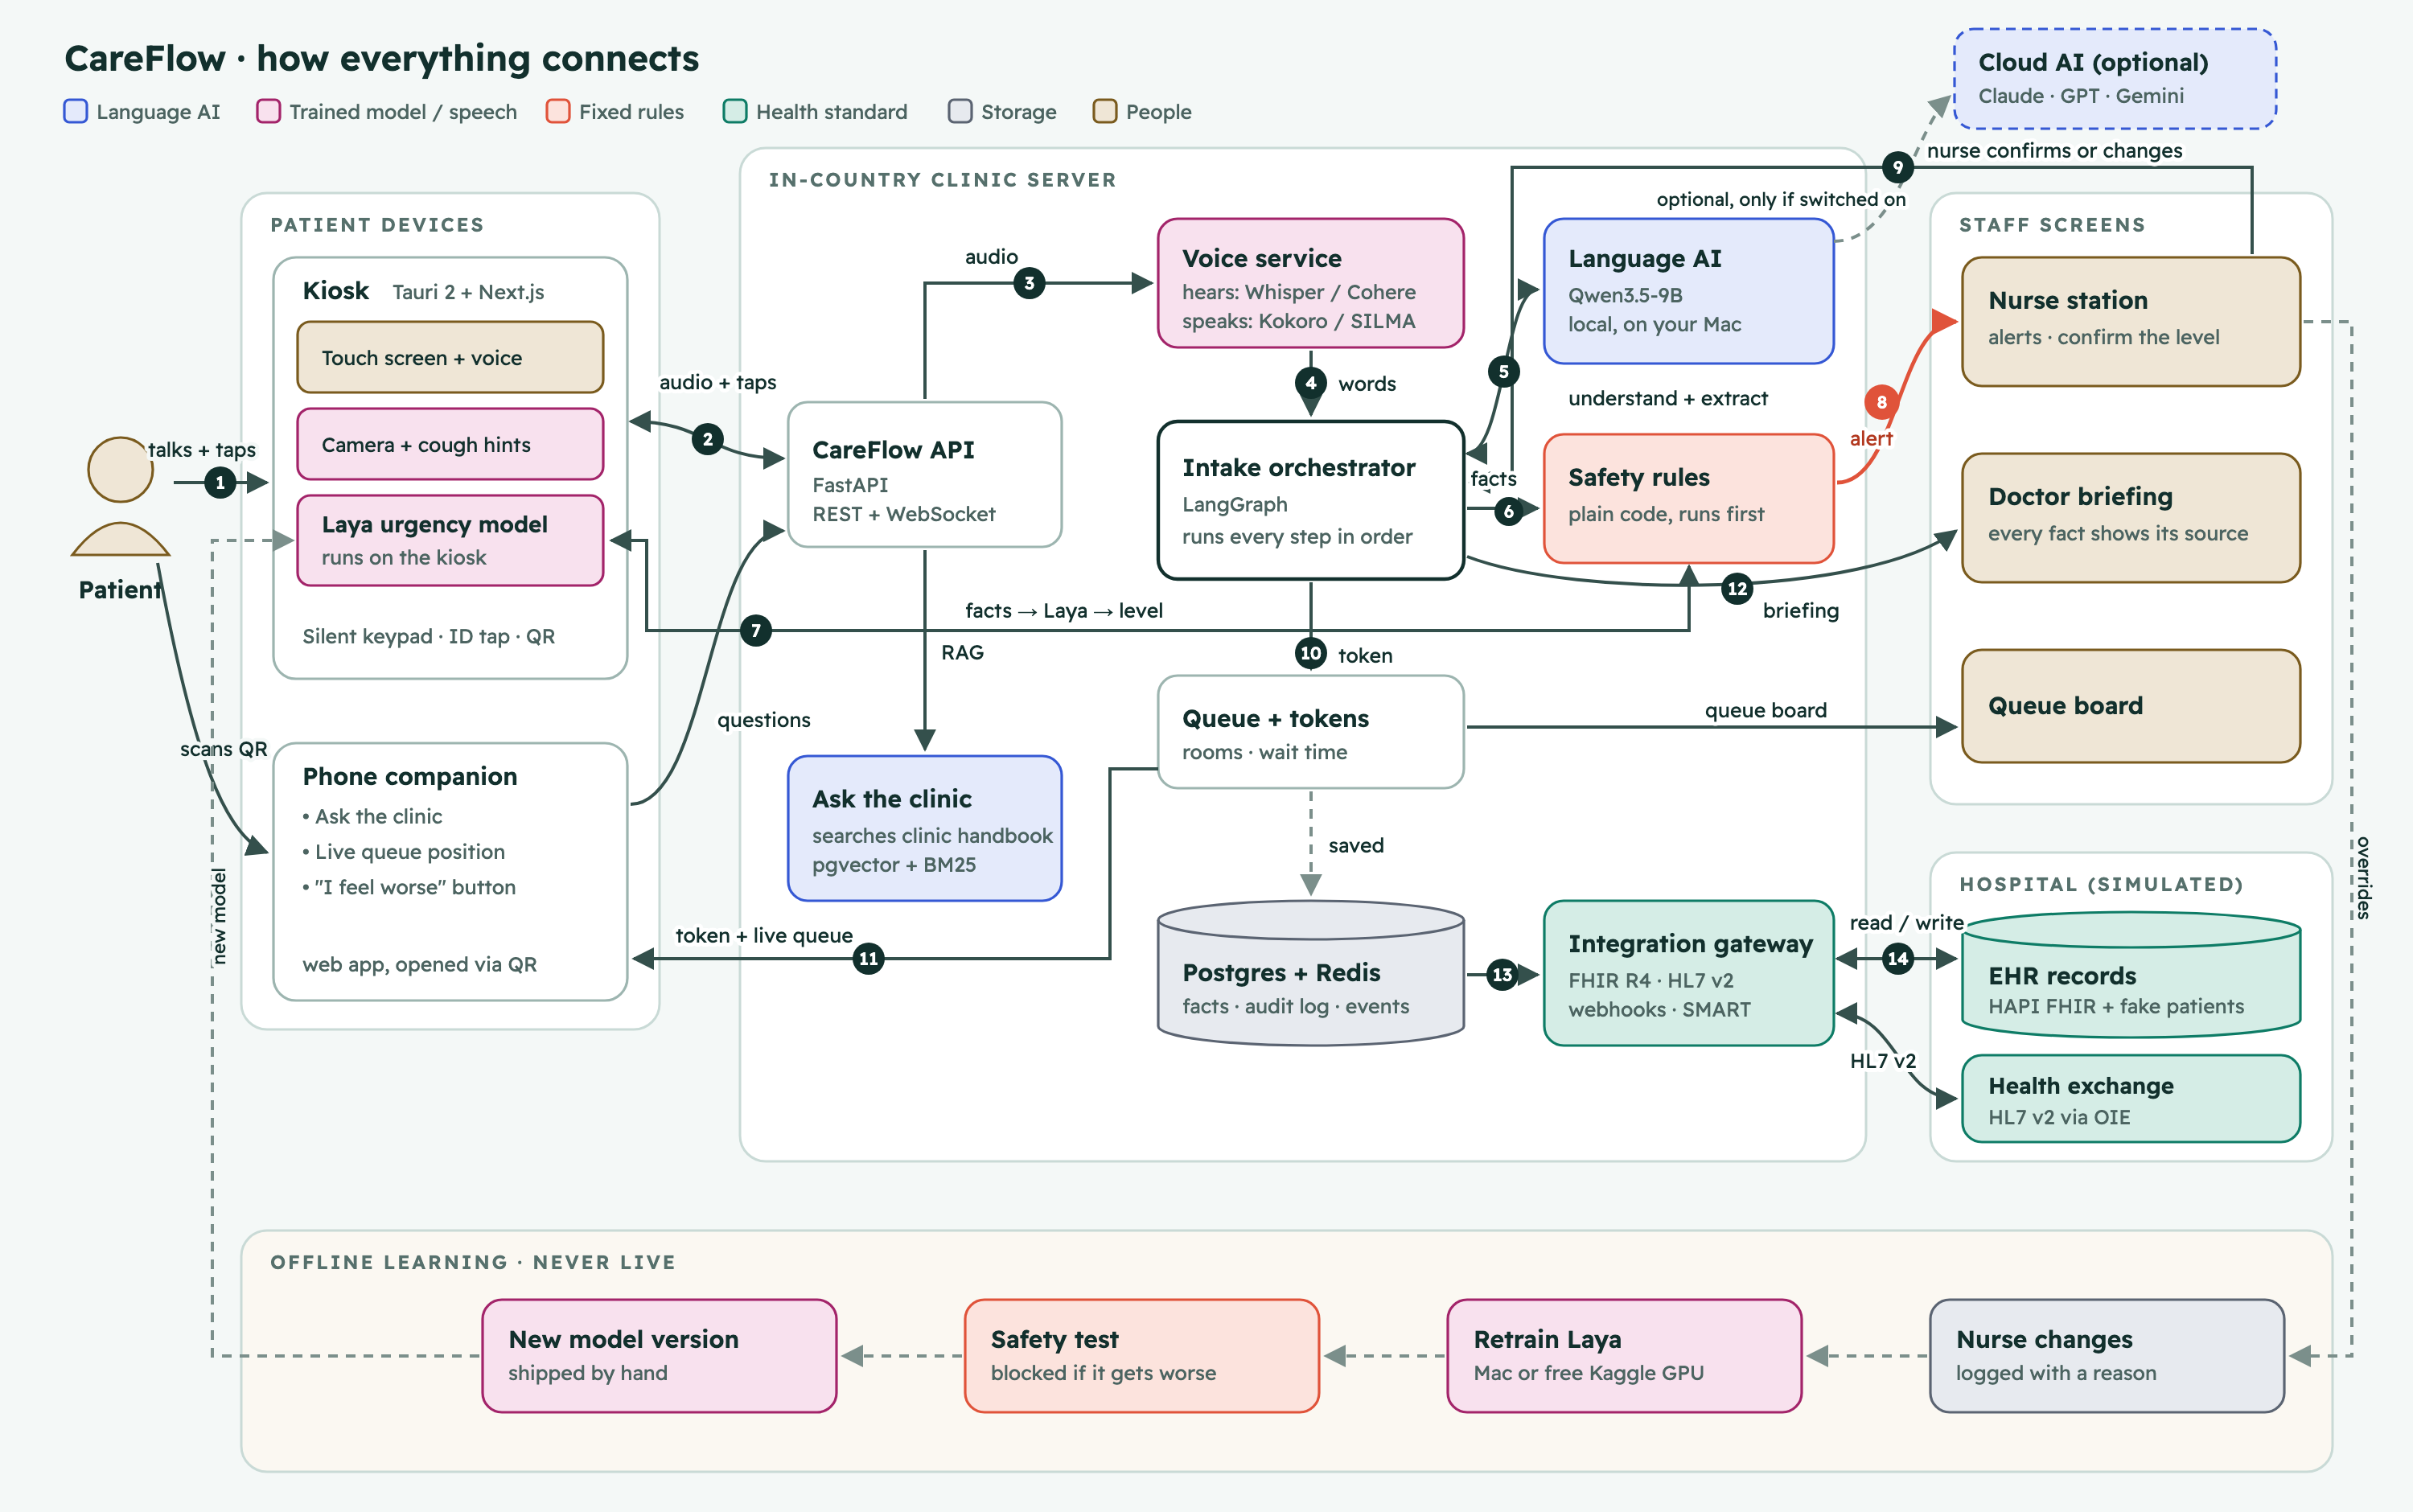 CareFlow · how everything connects
Language AI
Trained model / speech
Fixed rules
Health standard
Storage
People
Cloud AI (optional)
Claude · GPT · Gemini
nurse confirms or changes
9
optional, only if switched on
PATIENT DEVICES
Kiosk
Tauri 2 + Next.js
Touch screen + voice
Camera + cough hints
Laya urgency model
runs on the kiosk
Silent keypad · ID tap · QR
talks + taps
1
Patient
scans QR
new model
Phone companion
• Ask the clinic
• Live queue position
• "I feel worse" button
web app, opened via QR
audio + taps
2
IN-COUNTRY CLINIC SERVER
audio
3
CareFlow API
FastAPI
REST + WebSocket
Voice service
hears: Whisper / Cohere
speaks: Kokoro / SILMA
4
words
5
Language AI
Qwen3.5-9B
local, on your Mac
understand + extract
Intake orchestrator
LangGraph
runs every step in order
facts
6
Safety rules
plain code, runs first
8
alert
12
briefing
7
facts → Laya → level
RAG
10
token
questions
Queue + tokens
rooms · wait time
queue board
Ask the clinic
searches clinic handbook
pgvector + BM25
saved
token + live queue
11
Postgres + Redis
facts · audit log · events
13
Integration gateway
FHIR R4 · HL7 v2
webhooks · SMART
read / write
14
HL7 v2
STAFF SCREENS
Nurse station
alerts · confirm the level
Doctor briefing
every fact shows its source
Queue board
overrides
HOSPITAL (SIMULATED)
EHR records
HAPI FHIR + fake patients
Health exchange
HL7 v2 via OIE
OFFLINE LEARNING · NEVER LIVE
New model version
shipped by hand
Safety test
blocked if it gets worse
Retrain Laya
Mac or free Kaggle GPU
Nurse changes
logged with a reason